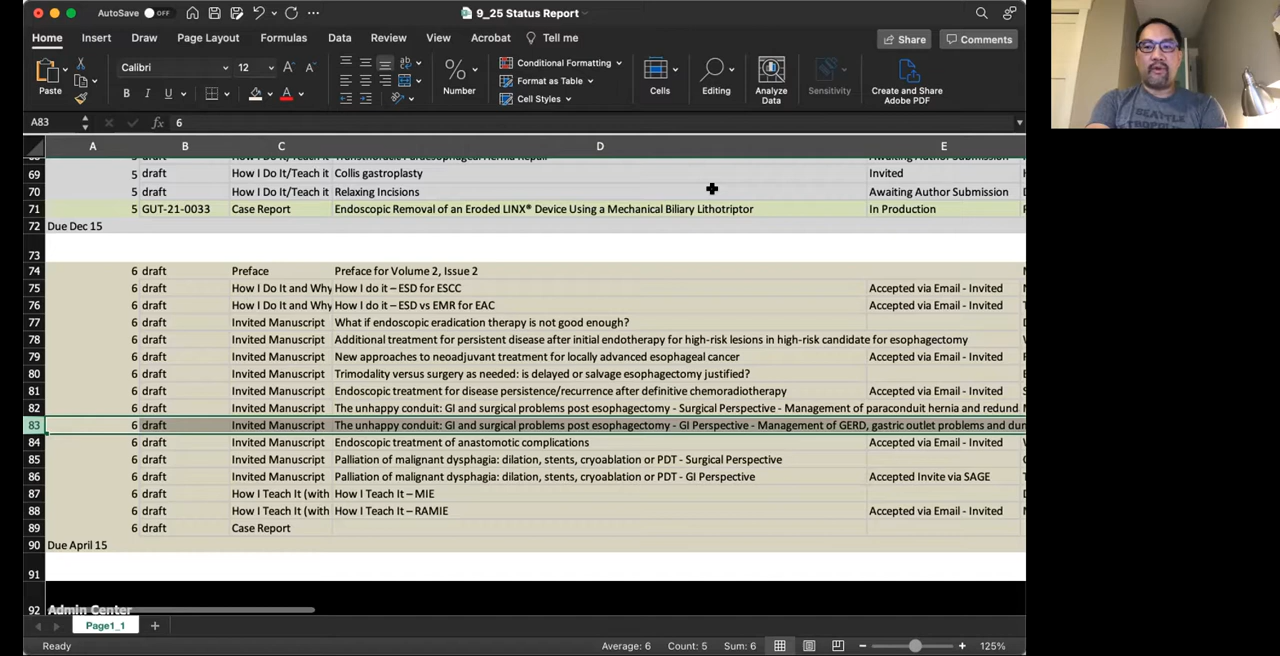 AutoSave OFF 9_25 Status Report
Home Insert Draw Page Layout Formulas Data Review View Acrobat Tell me Share Comments
Paste Calibri 12 B I U Number % Conditional Formatting Format as Table Cell Styles Cells Editing Analyze Data Sensitivity Create and Share Adobe PDF
A83 fx 6
A B C D E
69 5 draft How I Do It/Teach it Collis gastroplasty Invited
70 5 draft How I Do It/Teach it Relaxing Incisions Awaiting Author Submission
71 5 GUT-21-0033 Case Report Endoscopic Removal of an Eroded LINX® Device Using a Mechanical Biliary Lithotriptor In Production
72 Due Dec 15
73
74 6 draft Preface Preface for Volume 2, Issue 2
75 6 draft How I Do It and Why How I do it – ESD for ESCC Accepted via Email - Invited
76 6 draft How I Do It and Why How I do it – ESD vs EMR for EAC Accepted via Email - Invited
77 6 draft Invited Manuscript What if endoscopic eradication therapy is not good enough?
78 6 draft Invited Manuscript Additional treatment for persistent disease after initial endotherapy for high-risk lesions in high-risk candidate for esophagectomy
79 6 draft Invited Manuscript New approaches to neoadjuvant treatment for locally advanced esophageal cancer Accepted via Email - Invited
80 6 draft Invited Manuscript Trimodality versus surgery as needed: is delayed or salvage esophagectomy justified?
81 6 draft Invited Manuscript Endoscopic treatment for disease persistence/recurrence after definitive chemoradiotherapy Accepted via Email - Invited
82 6 draft Invited Manuscript The unhappy conduit: GI and surgical problems post esophagectomy - Surgical Perspective - Management of paraconduit hernia and redund
83 6 draft Invited Manuscript The unhappy conduit: GI and surgical problems post esophagectomy - GI Perspective - Management of GERD, gastric outlet problems and dum
84 6 draft Invited Manuscript Endoscopic treatment of anastomotic complications Accepted via Email - Invited
85 6 draft Invited Manuscript Palliation of malignant dysphagia: dilation, stents, cryoablation or PDT - Surgical Perspective
86 6 draft Invited Manuscript Palliation of malignant dysphagia: dilation, stents, cryoablation or PDT - GI Perspective Accepted Invite via SAGE
87 6 draft How I Teach It (with How I Teach It – MIE
88 6 draft How I Teach It (with How I Teach It – RAMIE Accepted via Email - Invited
89 6 draft Case Report
90 Due April 15
91
92 Admin Center
Page1_1
Ready Average: 6 Count: 5 Sum: 6 125%
SEATTLE